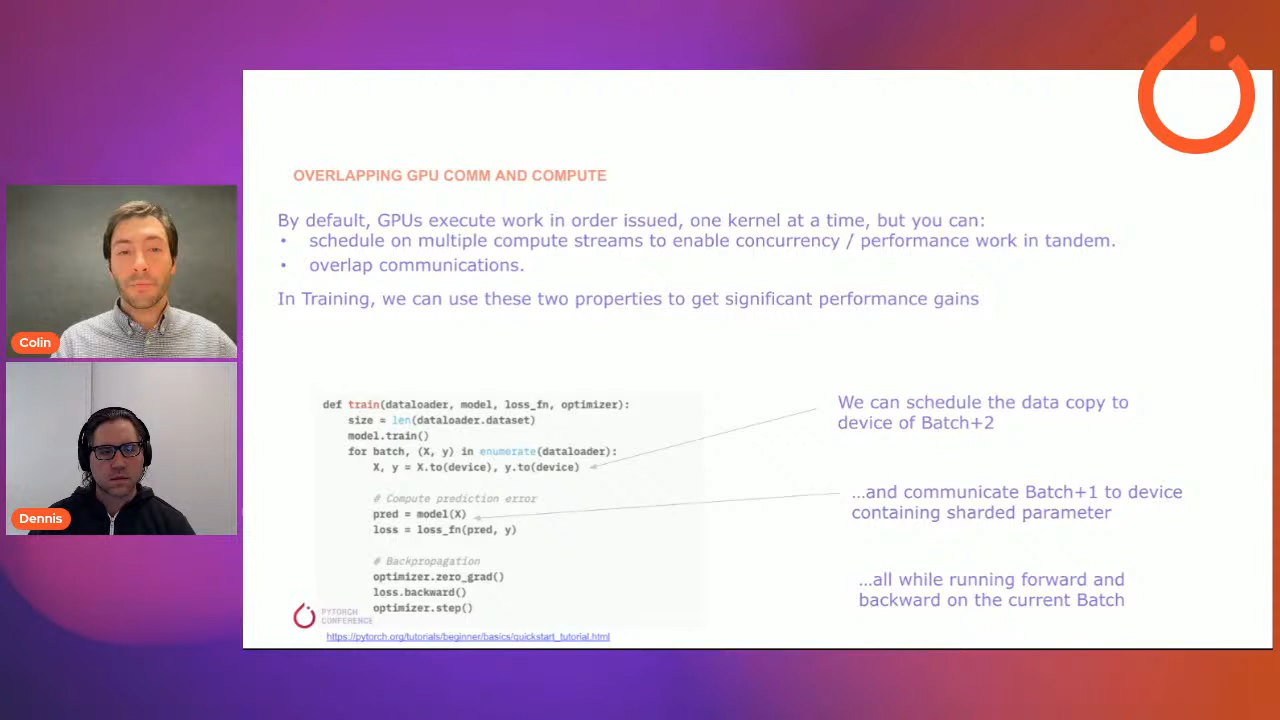 OVERLAPPING GPU COMM AND COMPUTE
By default, GPUs execute work in order issued, one kernel at a time, but you can:
• schedule on multiple compute streams to enable concurrency / performance work in tandem.
• overlap communications.
In Training, we can use these two properties to get significant performance gains
def train(dataloader, model, loss_fn, optimizer):
size = len(dataloader.dataset)
model.train()
for batch, (X, y) in enumerate(dataloader):
X, y = X.to(device), y.to(device)
# Compute prediction error
pred = model(X)
loss = loss_fn(pred, y)
# Backpropagation
optimizer.zero_grad()
loss.backward()
optimizer.step()
We can schedule the data copy to
device of Batch+2
...and communicate Batch+1 to device
containing sharded parameter
...all while running forward and
backward on the current Batch
PYTORCH
CONFERENCE
https://pytorch.org/tutorials/beginner/basics/quickstart_tutorial.html
Colin
Dennis